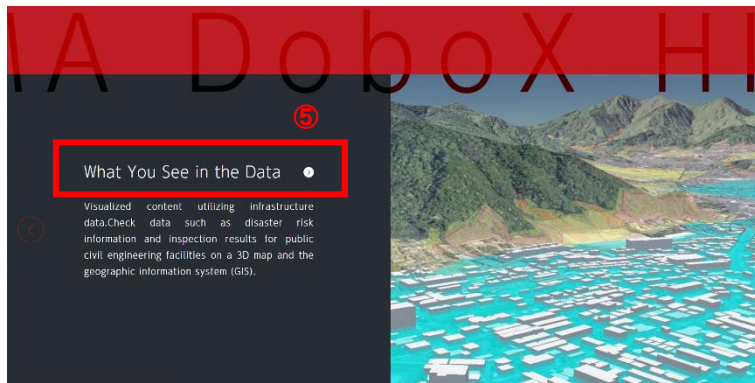 MA DoboX HI
⑤
What You See in the Data
Visualized content utilizing infrastructure
data.Check data such as disaster risk
information and inspection results for public
civil engineering facilities on a 3D map and the
geographic information system (GIS).